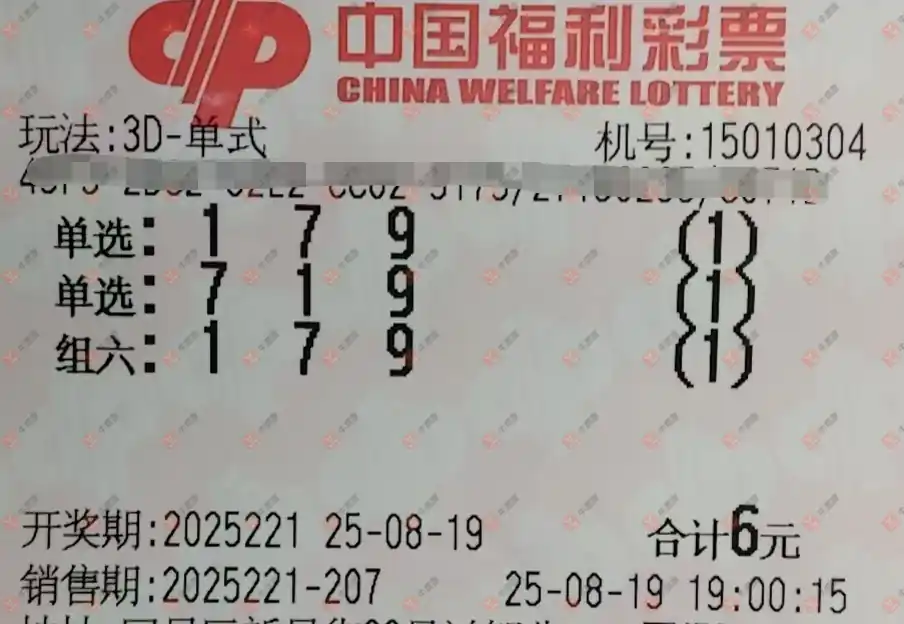 中国福利彩票
CHINA WELFARE LOTTERY
玩法:3D-单式 机号:15010304
单选: 1 7 9 (1)
单选: 7 1 9 (1)
组六: 1 7 9 (1)
开奖期:2025221 25-08-19 合计6元
销售期:2025221-207 25-08-19 19:00:15